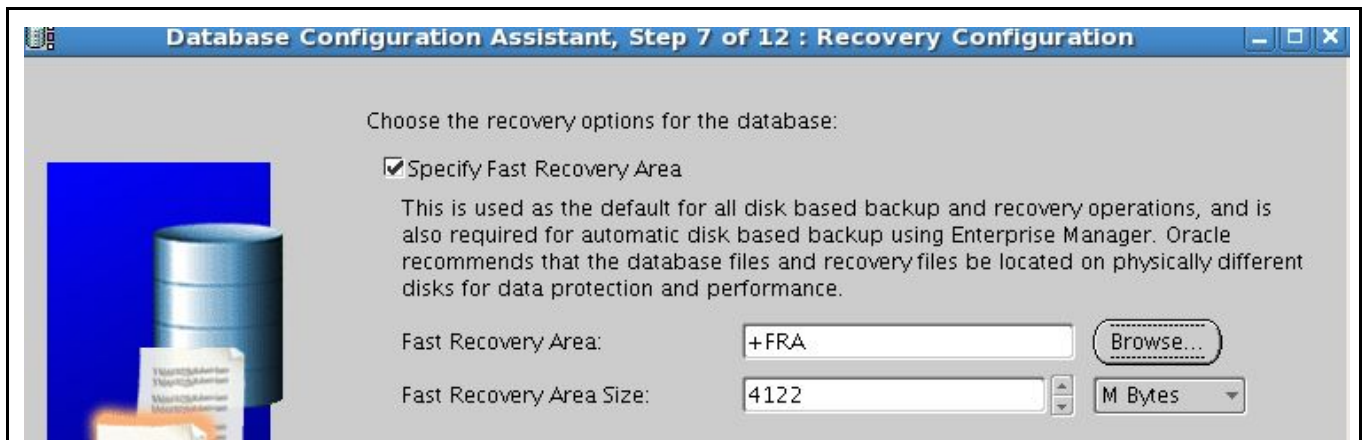 Database Configuration Assistant, Step 7 of 12 : Recovery Configuration
Choose the recovery options for the database:
Specify Fast Recovery Area
This is used as the default for all disk based backup and recovery operations, and is
also required for automatic disk based backup using Enterprise Manager. Oracle
recommends that the database files and recovery files be located on physically different
disks for data protection and performance.
Fast Recovery Area: +FRA Browse...
Fast Recovery Area Size: 4122 M Bytes